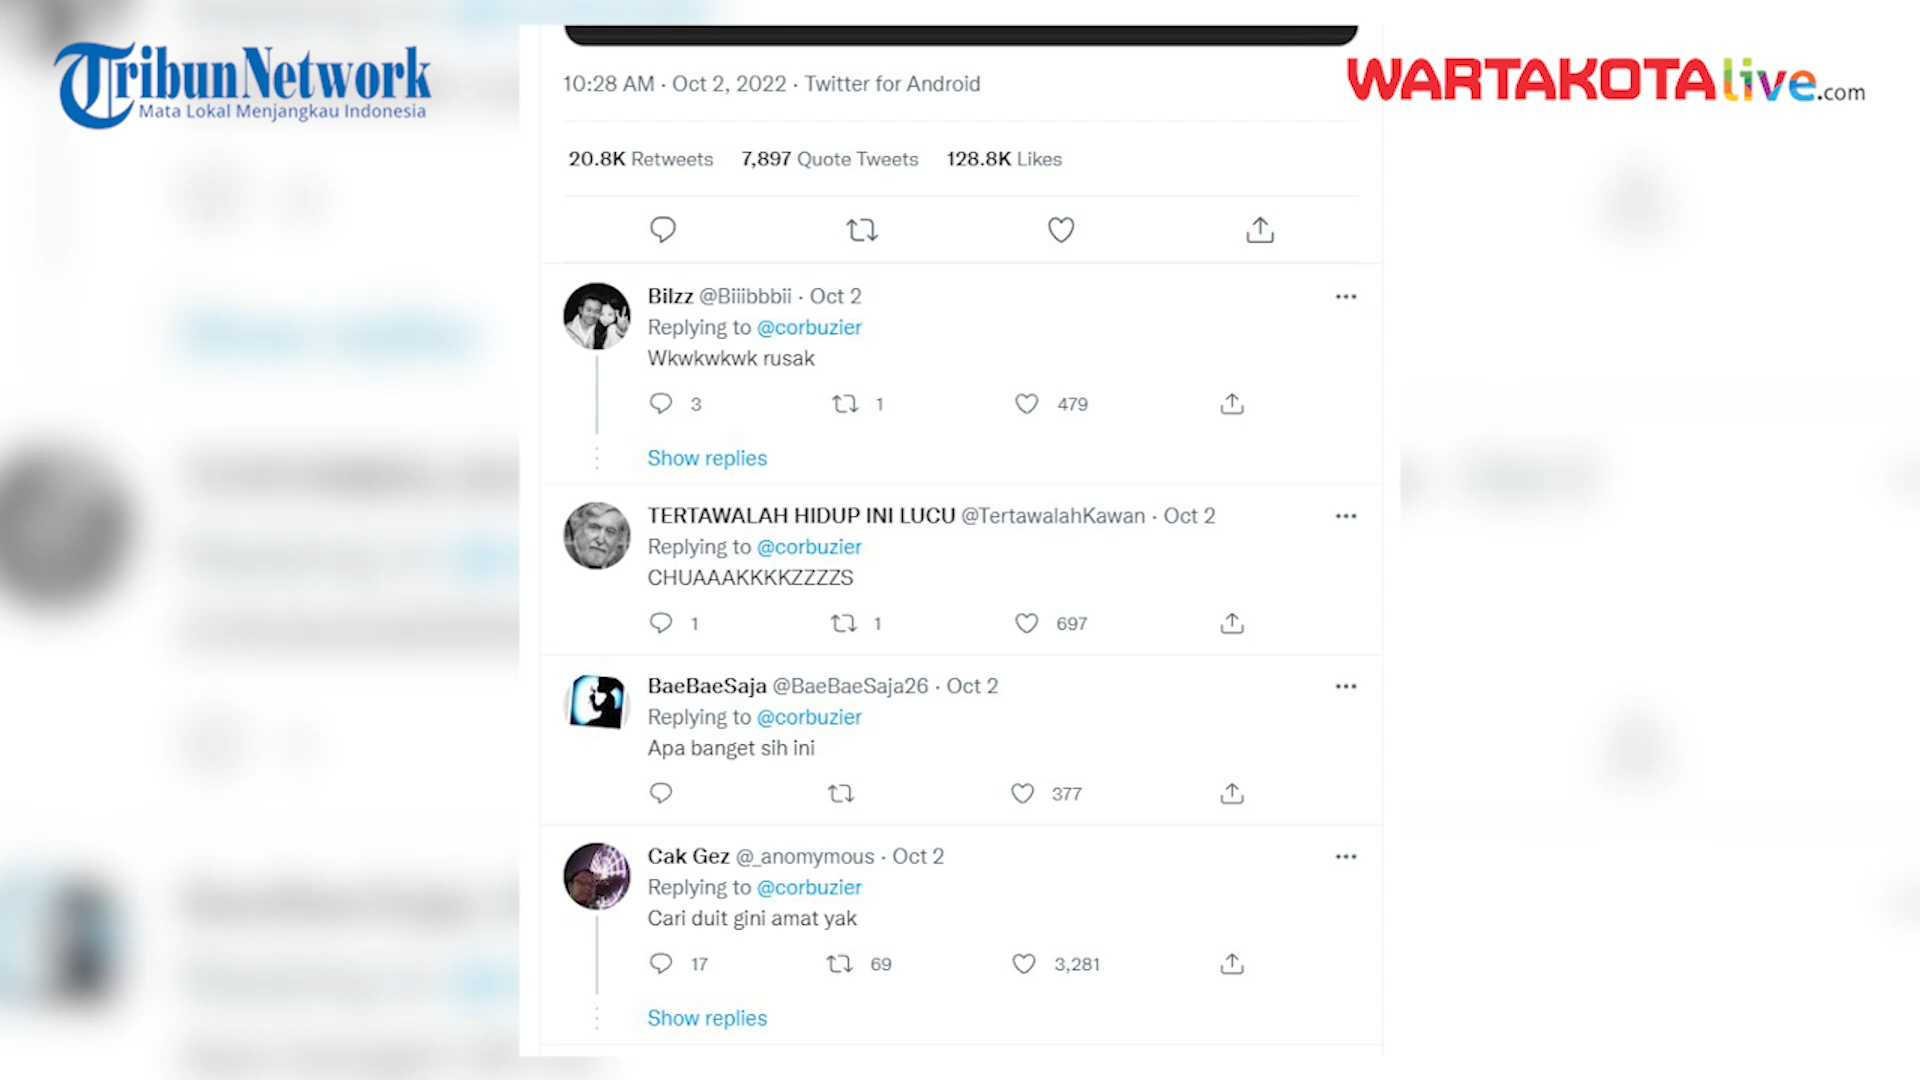 Tribun Network
Mata Lokal Menjangkau Indonesia
WARTAKOTAlive.com
10:28 AM · Oct 2, 2022 · Twitter for Android
20.8K Retweets 7,897 Quote Tweets 128.8K Likes
Bilzz @Biiibbbii · Oct 2
Replying to @corbuzier
Wkwkwkwk rusak
3 1 479
Show replies
TERTAWALAH HIDUP INI LUCU @TertawalahKawan · Oct 2
Replying to @corbuzier
CHUAAAKKKKZZZZS
1 1 697
BaeBaeSaja @BaeBaeSaja26 · Oct 2
Replying to @corbuzier
Apa banget sih ini
377
Cak Gez @_anomymous · Oct 2
Replying to @corbuzier
Cari duit gini amat yak
17 69 3,281
Show replies